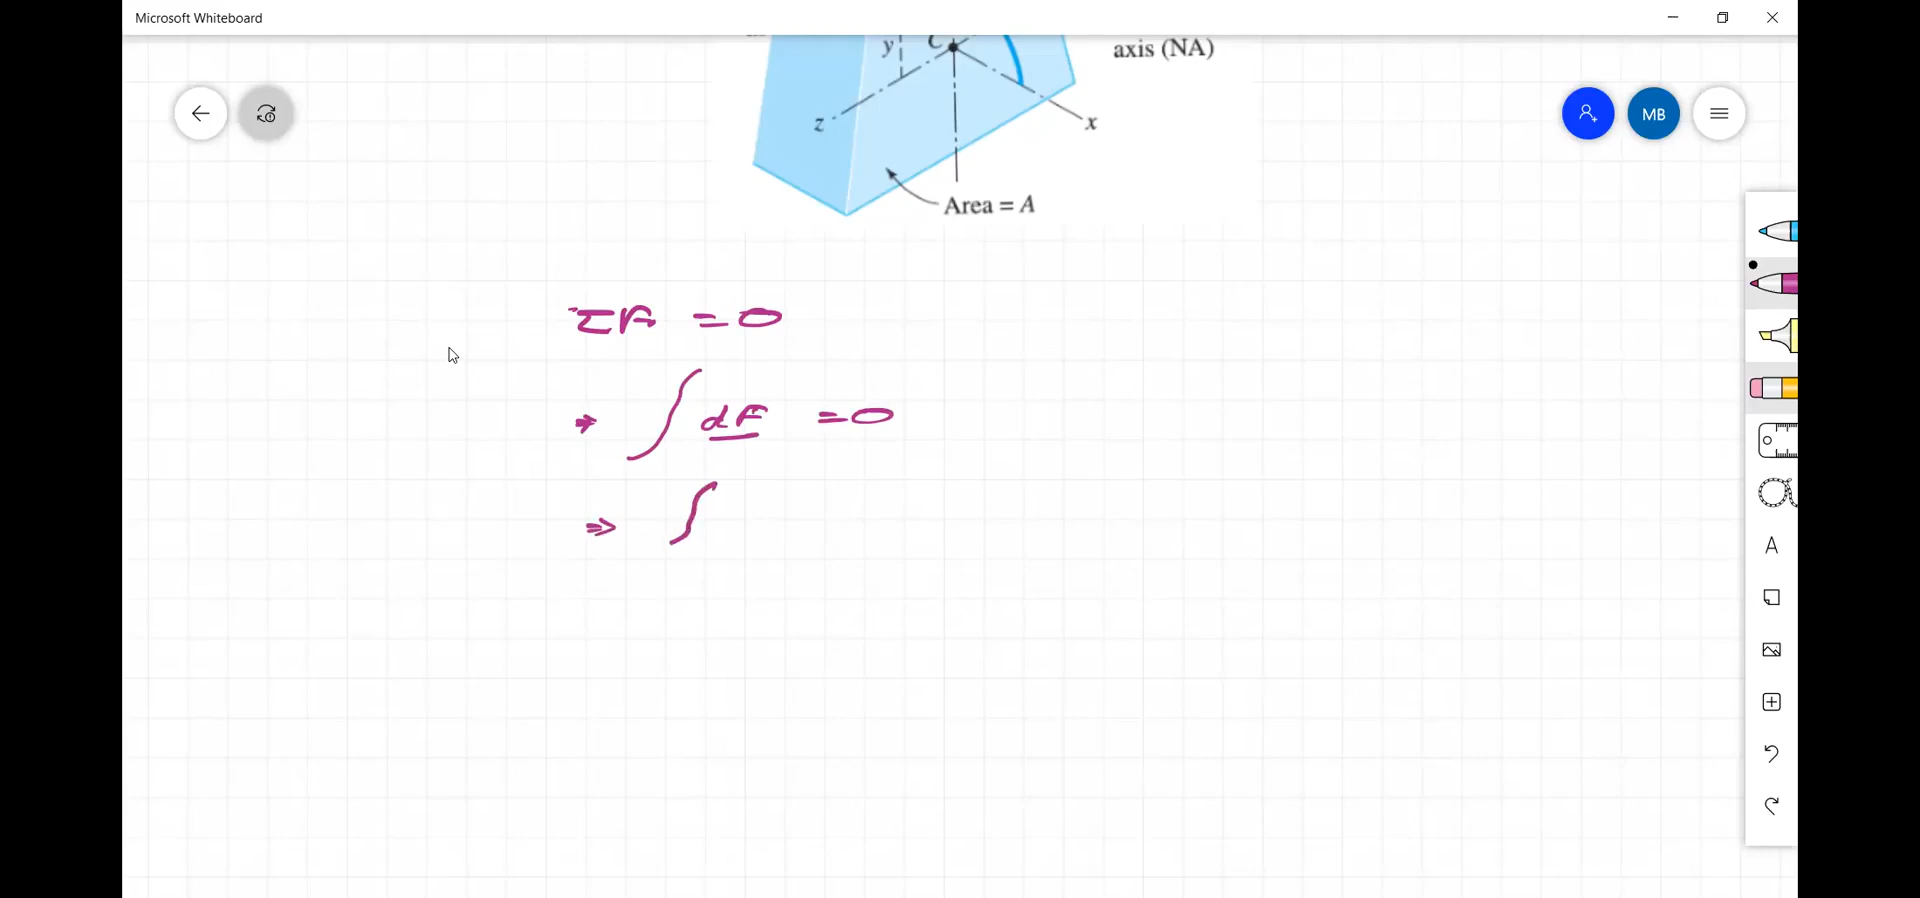 Microsoft Whiteboard
y C
axis (NA)
z
x
Area = A
MB
ΣF = 0
⇒ ∫ dF = 0
⇒ ∫
A